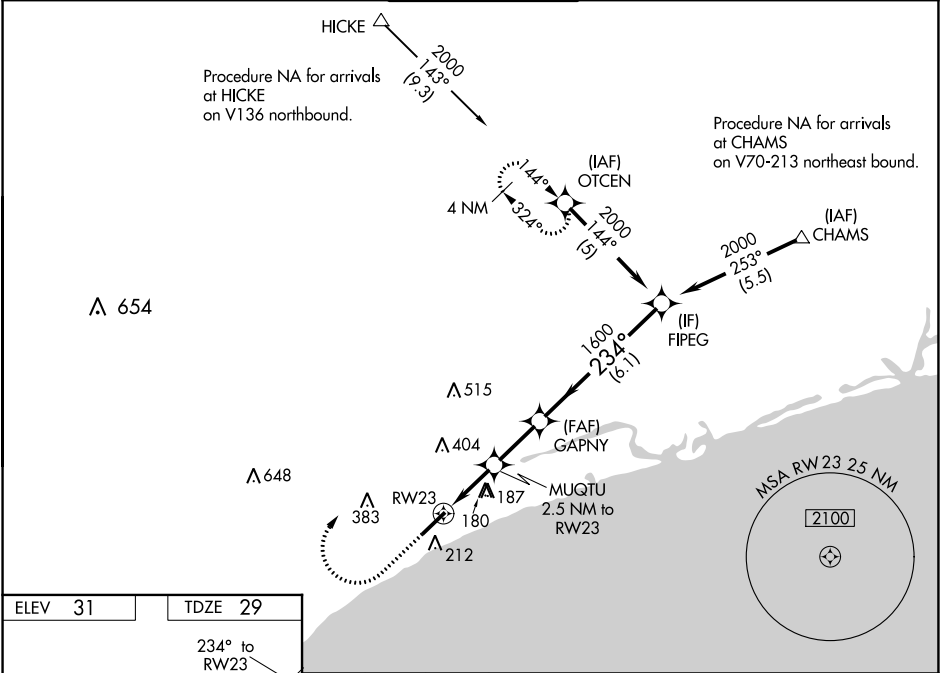 HICKE
2000
143°
(9.3)
Procedure NA for arrivals
at HICKE
on V136 northbound.
Procedure NA for arrivals
at CHAMS
on V70-213 northeast bound.
(IAF)
OTCEN
144°
324°
4 NM
2000
144°
(5)
(IAF)
CHAMS
2000
253°
(5.5)
(IF)
FIPEG
654
1600
234°
(6.1)
515
(FAF)
GAPNY
404
648
MUQTU
2.5 NM to
RW23
187
180
RW23
383
212
MSA RW23 25 NM
2100
ELEV 31
TDZE 29
234° to
RW23